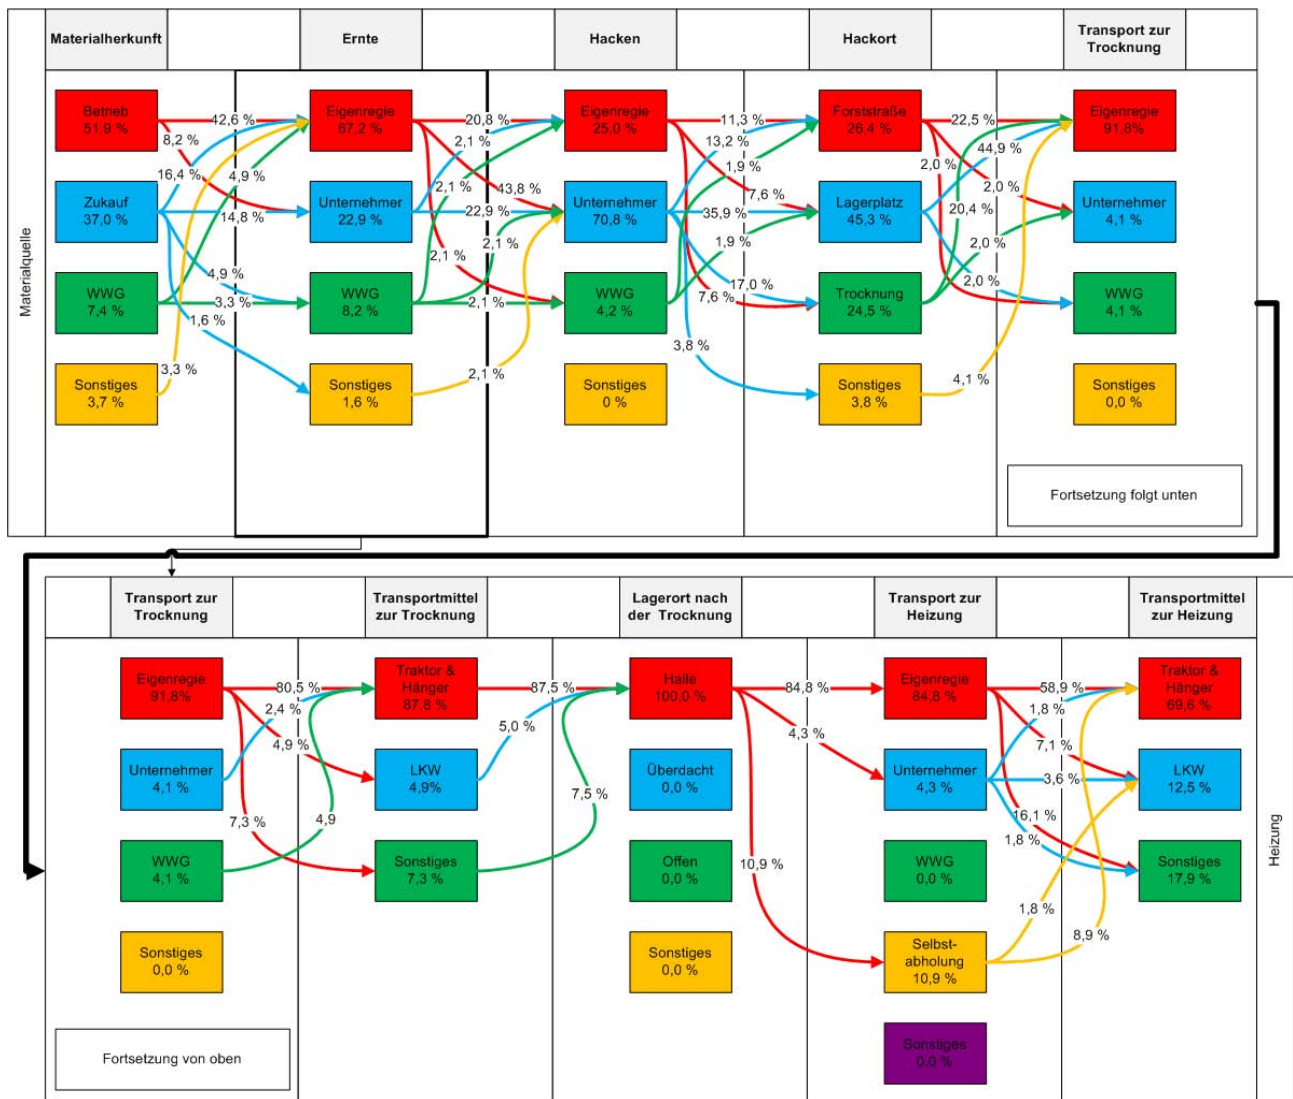 Materialherkunft
Ernte
Hacken
Hackort
Transport zur
Trocknung
Materialquelle
Betrieb
51,9 %
42,6 %
8,2 %
Eigenregie
67,2 %
20,8 %
2,1 %
Eigenregie
25,0 %
11,3 %
13,2 %
Forststraße
26,4 %
22,5 %
44,9 %
Eigenregie
91,8%
16,4 %
4,9 %
2,1 %
43,8 %
1,9 %
7,6 %
2,0 %
2,0 %
Zukauf
37,0 %
14,8 %
Unternehmer
22,9 %
22,9 %
Unternehmer
70,8 %
35,9 %
Lagerplatz
45,3 %
20,4 %
Unternehmer
4,1 %
2,1 %
2,1 %
1,9 %
2,0 %
4,9 %
17,0 %
2,0 %
WWG
7,4 %
3,3 %
1,6 %
WWG
8,2 %
2,1 %
WWG
4,2 %
7,6 %
Trocknung
24,5 %
WWG
4,1 %
3,8 %
3,3 %
2,1 %
4,1 %
Sonstiges
3,7 %
Sonstiges
1,6 %
Sonstiges
0 %
Sonstiges
3,8 %
Sonstiges
0,0 %
Fortsetzung folgt unten
Transport zur
Trocknung
Transportmittel
zur Trocknung
Lagerort nach
der Trocknung
Transport zur
Heizung
Transportmittel
zur Heizung
Eigenregie
91,8%
80,5 %
2,4 %
4,9 %
Traktor &
Hänger
87,8 %
87,5 %
5,0 %
Halle
100,0 %
84,8 %
4,3 %
Eigenregie
84,8 %
58,9 %
1,8 %
7,1 %
Traktor &
Hänger
69,6 %
Unternehmer
4,1 %
LKW
4,9%
7,5 %
Überdacht
0,0 %
Unternehmer
4,3 %
3,6 %
LKW
12,5 %
7,3 %
4,9
16,1 %
1,8 %
WWG
4,1 %
Sonstiges
7,3 %
Offen
0,0 %
10,9 %
WWG
0,0 %
Sonstiges
17,9 %
1,8 %
8,9 %
Sonstiges
0,0 %
Sonstiges
0,0 %
Selbst-
abholung
10,9 %
Fortsetzung von oben
Sonstiges
0,0 %
Heizung